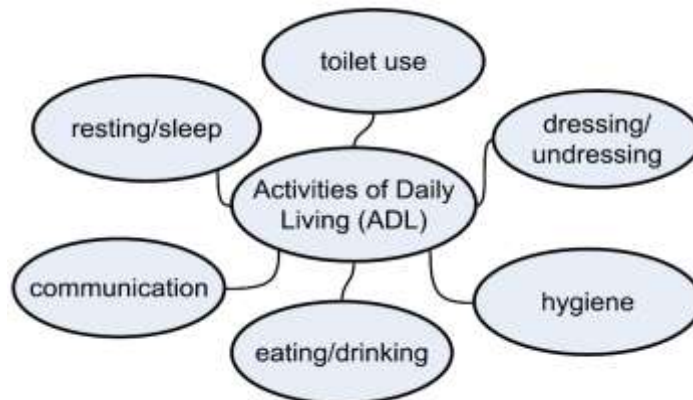 toilet use
resting/sleep
dressing/
undressing
Activities of Daily
Living (ADL)
communication
hygiene
eating/drinking